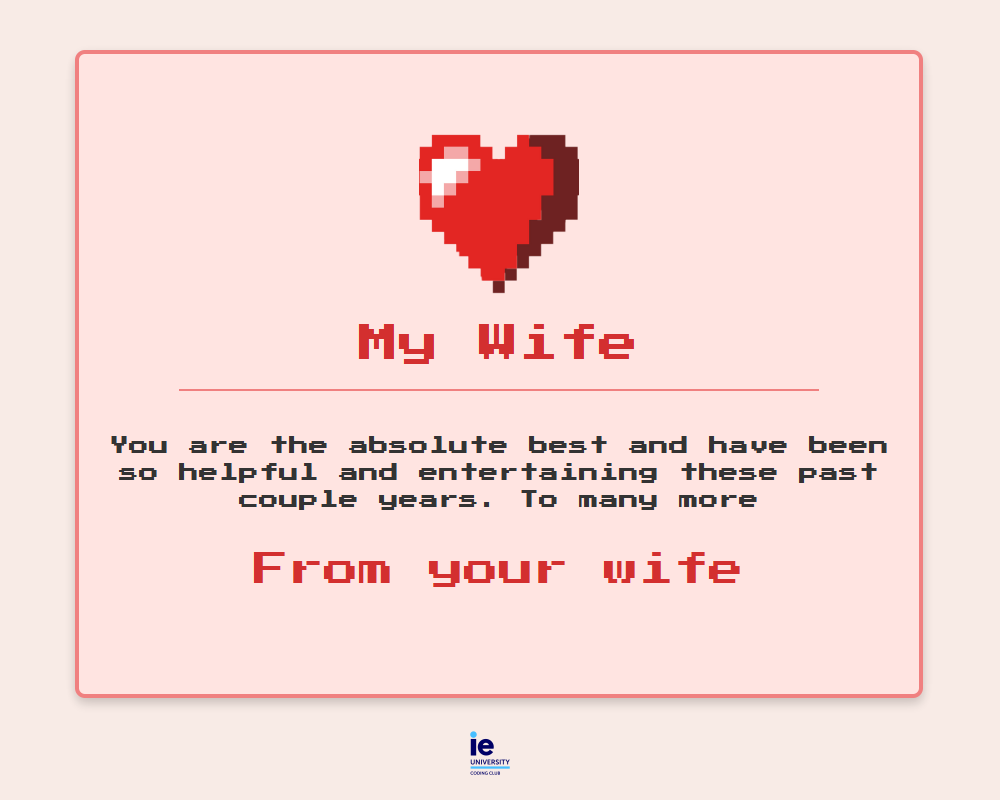 My Wife
You are the absolute best and have been
so helpful and entertaining these past
couple years. To many more
From your wife
ie
UNIVERSITY
CODING CLUB